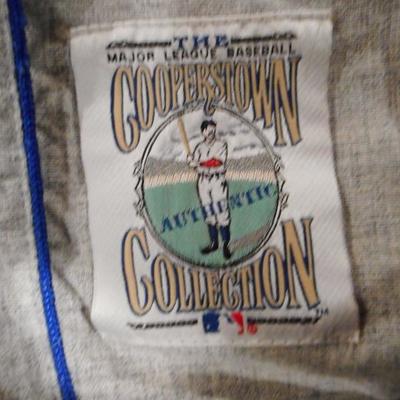 THE
MAJOR LEAGUE BASEBALL
COOPERSTOWN
AUTHENTIC
COLLECTION
TM